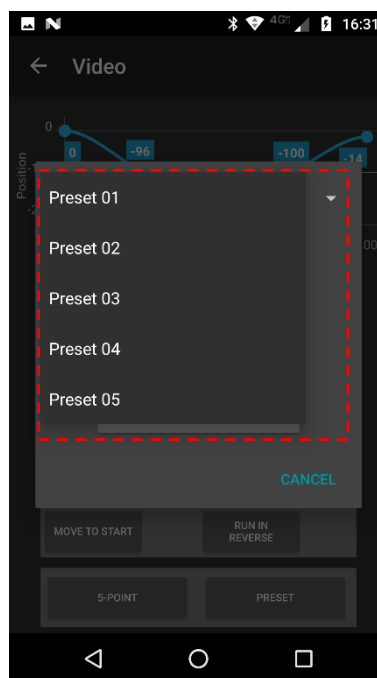 4G
16:31
Video
Position
0
0
-96
-100
-14
Preset 01
Preset 02
Preset 03
Preset 04
Preset 05
CANCEL
MOVE TO START
RUN IN
REVERSE
5-POINT
PRESET